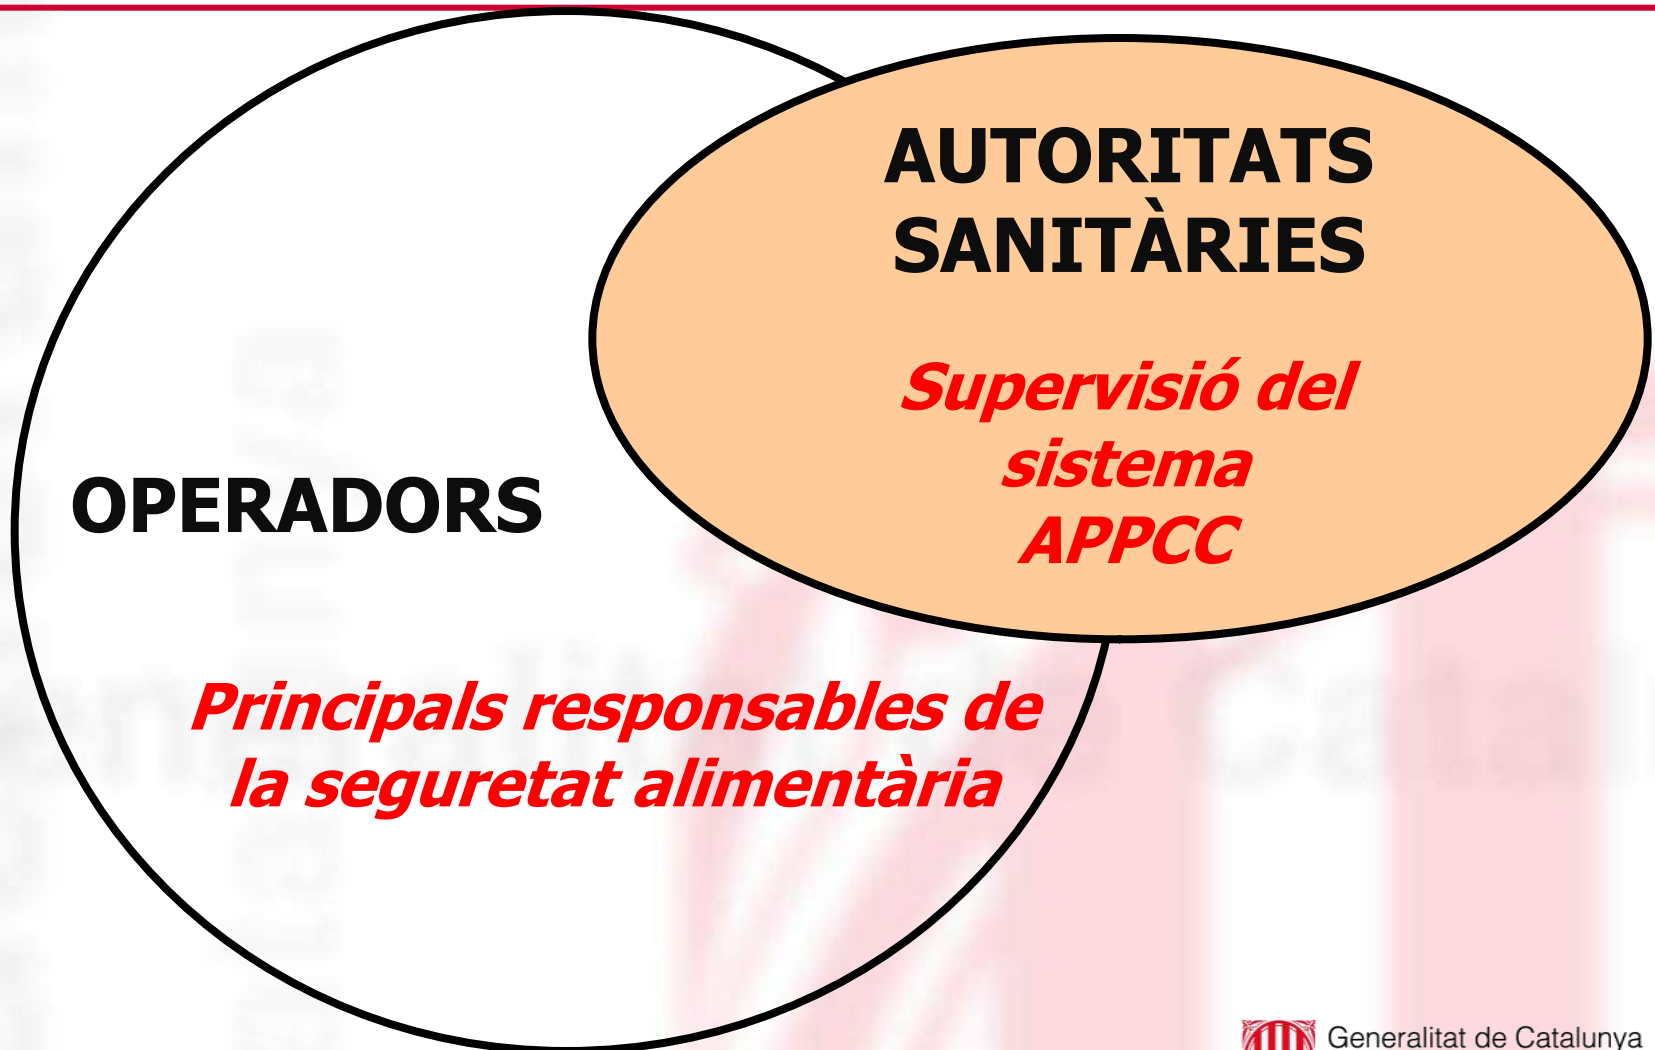 AUTORITATS
SANITÀRIES
Supervisió del
sistema
APPCC
OPERADORS
Principals responsables de
la seguretat alimentària
Generalitat de Catalunya